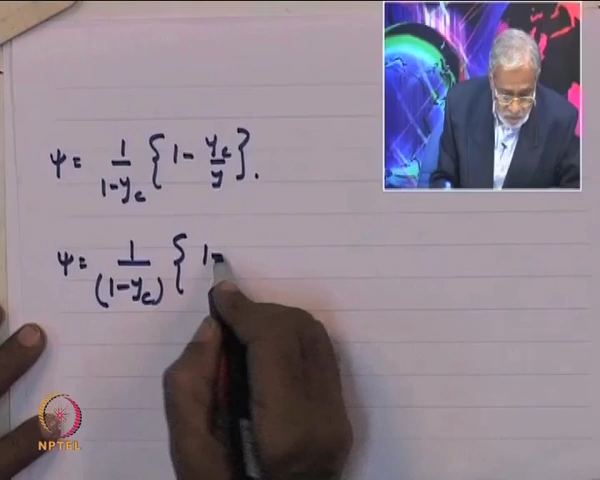 ψ = 1/(1-y_c) { 1 - y_c/y }.
ψ = 1/(1-y_c) { 1 -
NPTEL